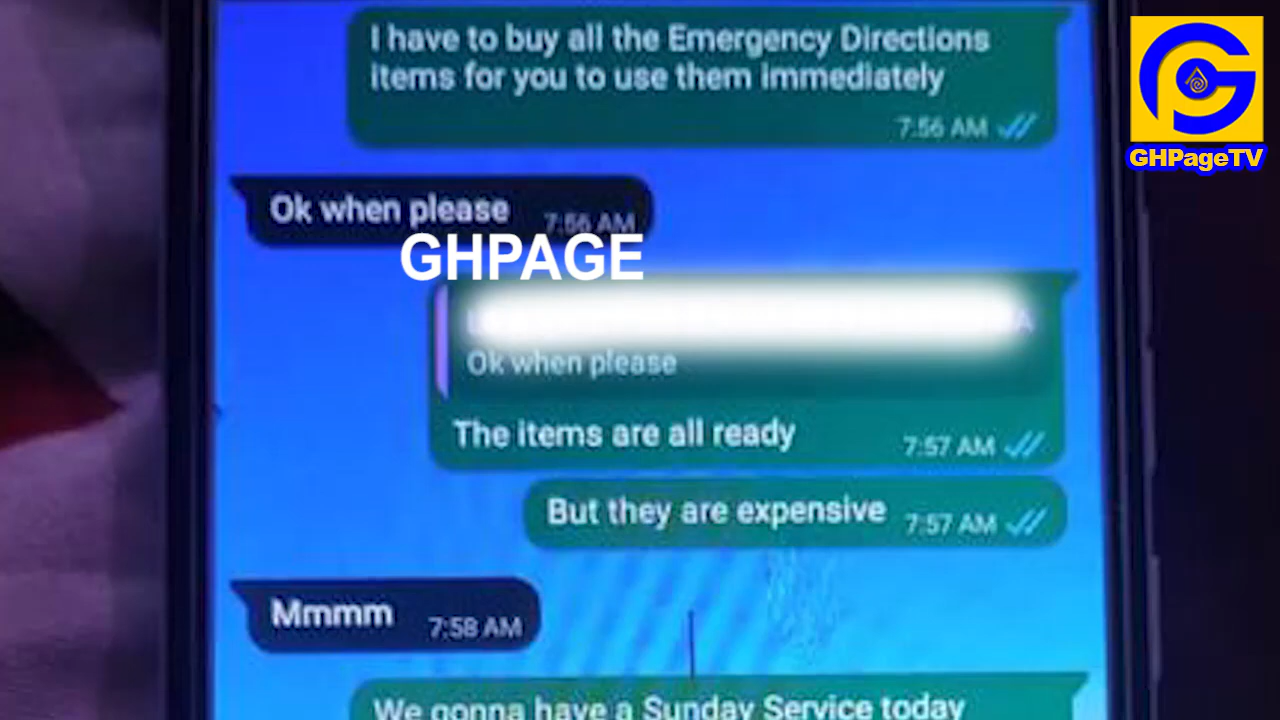 I have to buy all the Emergency Directions
items for you to use them immediately
7:56 AM
GHPageTV
Ok when please
7:56 AM
GHPAGE
Ok when please
The items are all ready
7:57 AM
But they are expensive
7:57 AM
Mmmm
7:58 AM
We gonna have a Sunday Service today